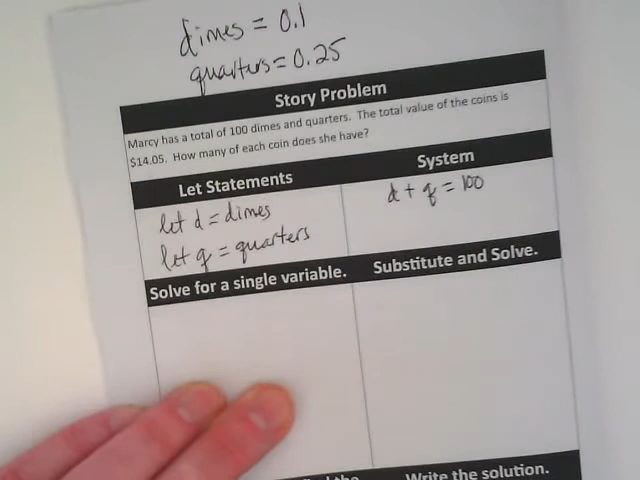 dimes = 0.1
quarters = 0.25
Story Problem
Marcy has a total of 100 dimes and quarters. The total value of the coins is
$14.05. How many of each coin does she have?
Let Statements
System
let d = dimes
let q = quarters
d + q = 100
Solve for a single variable.
Substitute and Solve.
the
Write the solution.